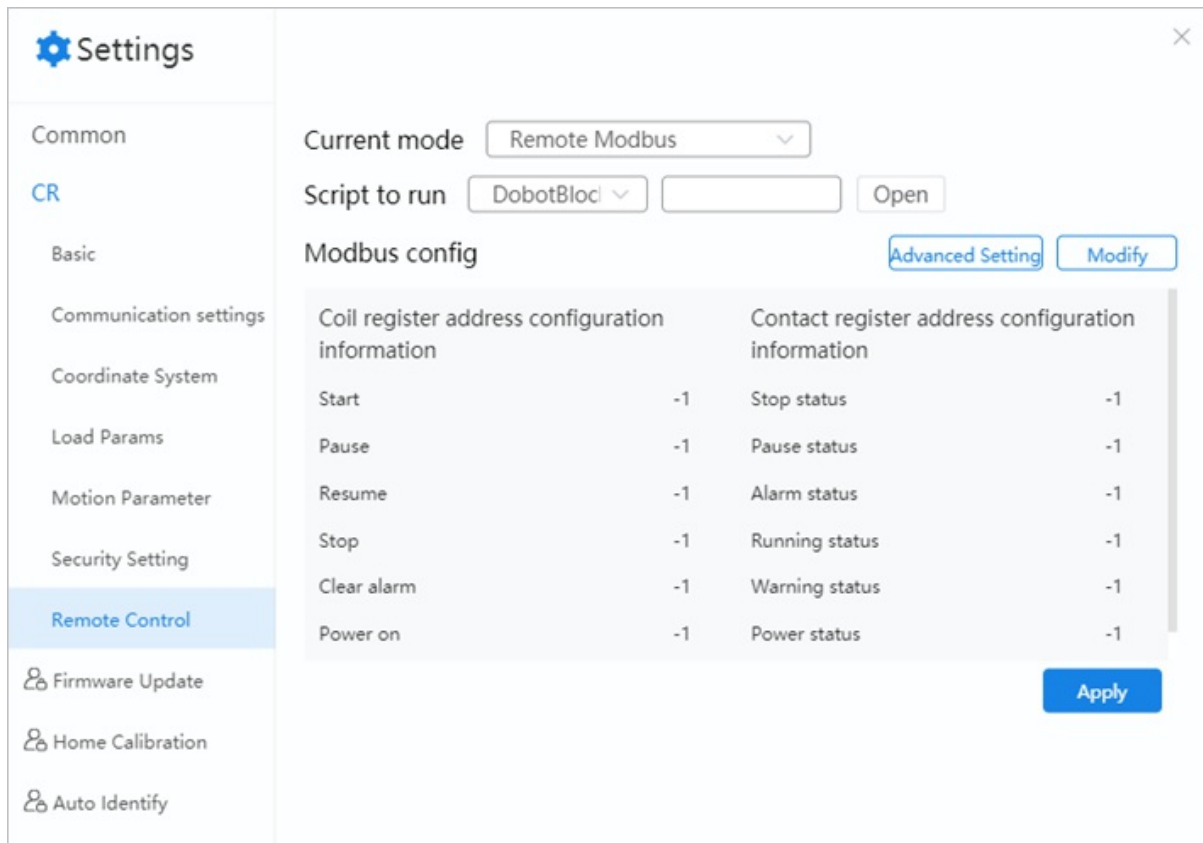 Settings
Common
CR
Basic
Communication settings
Coordinate System
Load Params
Motion Parameter
Security Setting
Remote Control
Firmware Update
Home Calibration
Auto Identify
Current mode Remote Modbus
Script to run DobotBloc Open
Modbus config Advanced Setting Modify
Coil register address configuration
information
Start -1
Pause -1
Resume -1
Stop -1
Clear alarm -1
Power on -1
Contact register address configuration
information
Stop status -1
Pause status -1
Alarm status -1
Running status -1
Warning status -1
Power status -1
Apply